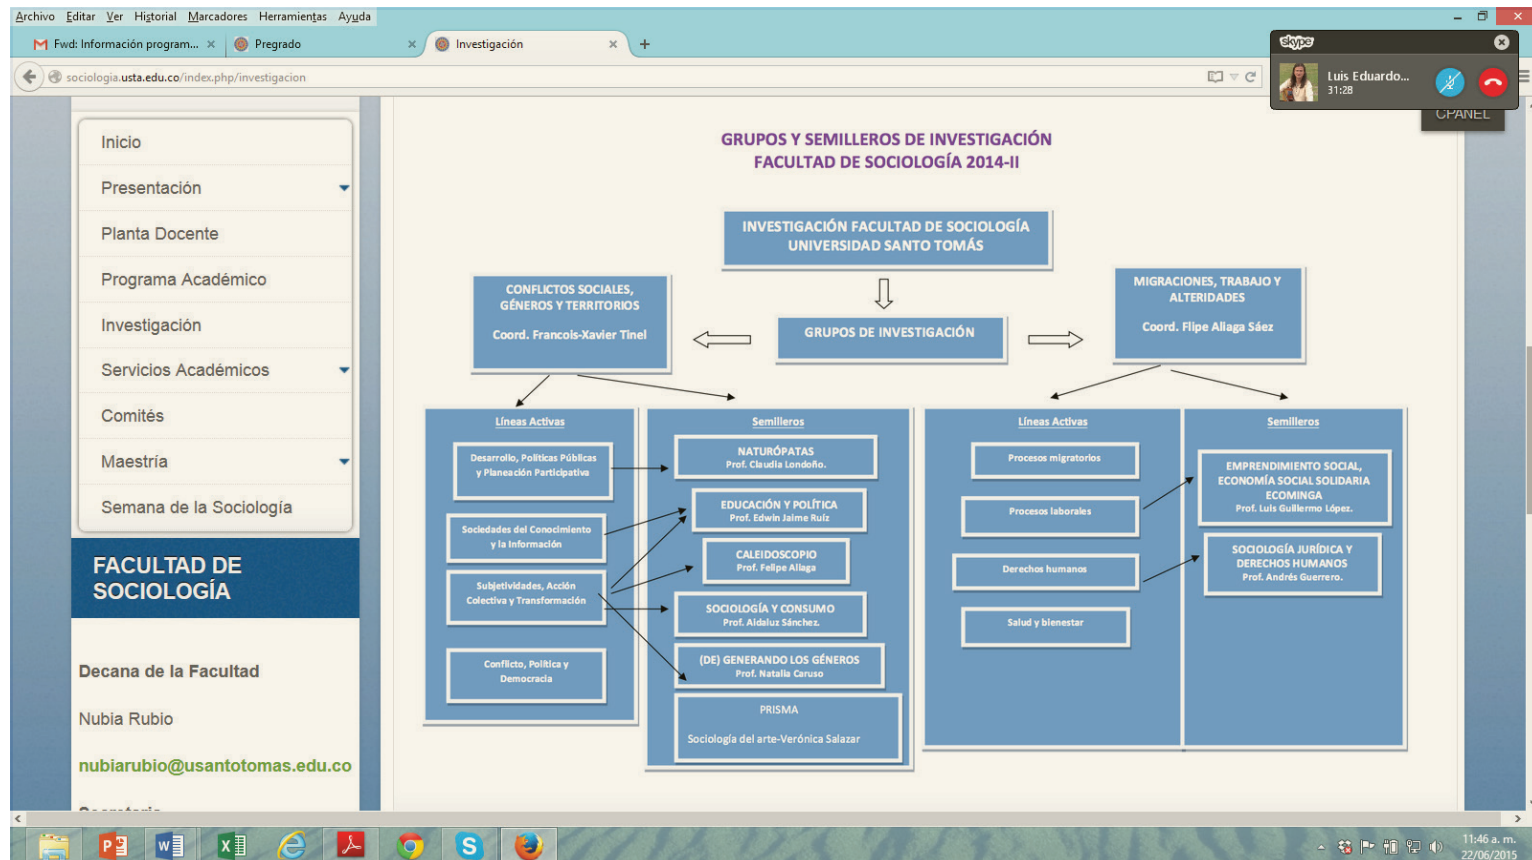 Archivo Editar Ver Historial Marcadores Herramientas Ayuda
Fwd: Información program...
Pregrado
Investigación
sociologia.usta.edu.co/index.php/investigacion
skype
Luis Eduardo...
31:28
CPANEL
Inicio
Presentación
Planta Docente
Programa Académico
Investigación
Servicios Académicos
Comités
Maestría
Semana de la Sociología
FACULTAD DE
SOCIOLOGÍA
Decana de la Facultad
Nubia Rubio
nubiarubio@usantotomas.edu.co
GRUPOS Y SEMILLEROS DE INVESTIGACIÓN
FACULTAD DE SOCIOLOGÍA 2014-II
INVESTIGACIÓN FACULTAD DE SOCIOLOGÍA
UNIVERSIDAD SANTO TOMÁS
GRUPOS DE INVESTIGACIÓN
CONFLICTOS SOCIALES,
GÉNEROS Y TERRITORIOS
Coord. Francois-Xavier Tinel
MIGRACIONES, TRABAJO Y
ALTERIDADES
Coord. Flipe Aliaga Sáez
Líneas Activas
Desarrollo, Políticas Públicas
y Planeación Participativa
Sociedades del Conocimiento
y la Información
Subjetividades, Acción
Colectiva y Transformación
Conflicto, Política y
Democracia
Semilleros
NATURÓPATAS
Prof. Claudia Londoño.
EDUCACIÓN Y POLÍTICA
Prof. Edwin Jaime Ruiz
CALEIDOSCOPIO
Prof. Felipe Aliaga
SOCIOLOGÍA Y CONSUMO
Prof. Aidaluz Sánchez.
(DE) GENERANDO LOS GÉNEROS
Prof. Natalia Caruso
PRISMA
Sociología del arte-Verónica Salazar
Líneas Activas
Procesos migratorios
Procesos laborales
Derechos humanos
Salud y bienestar
Semilleros
EMPRENDIMIENTO SOCIAL,
ECONOMÍA SOCIAL SOLIDARIA
ECOMINGA
Prof. Luis Guillermo López.
SOCIOLOGÍA JURÍDICA Y
DERECHOS HUMANOS
Prof. Andrés Guerrero.
11:46 a. m.
22/06/2015